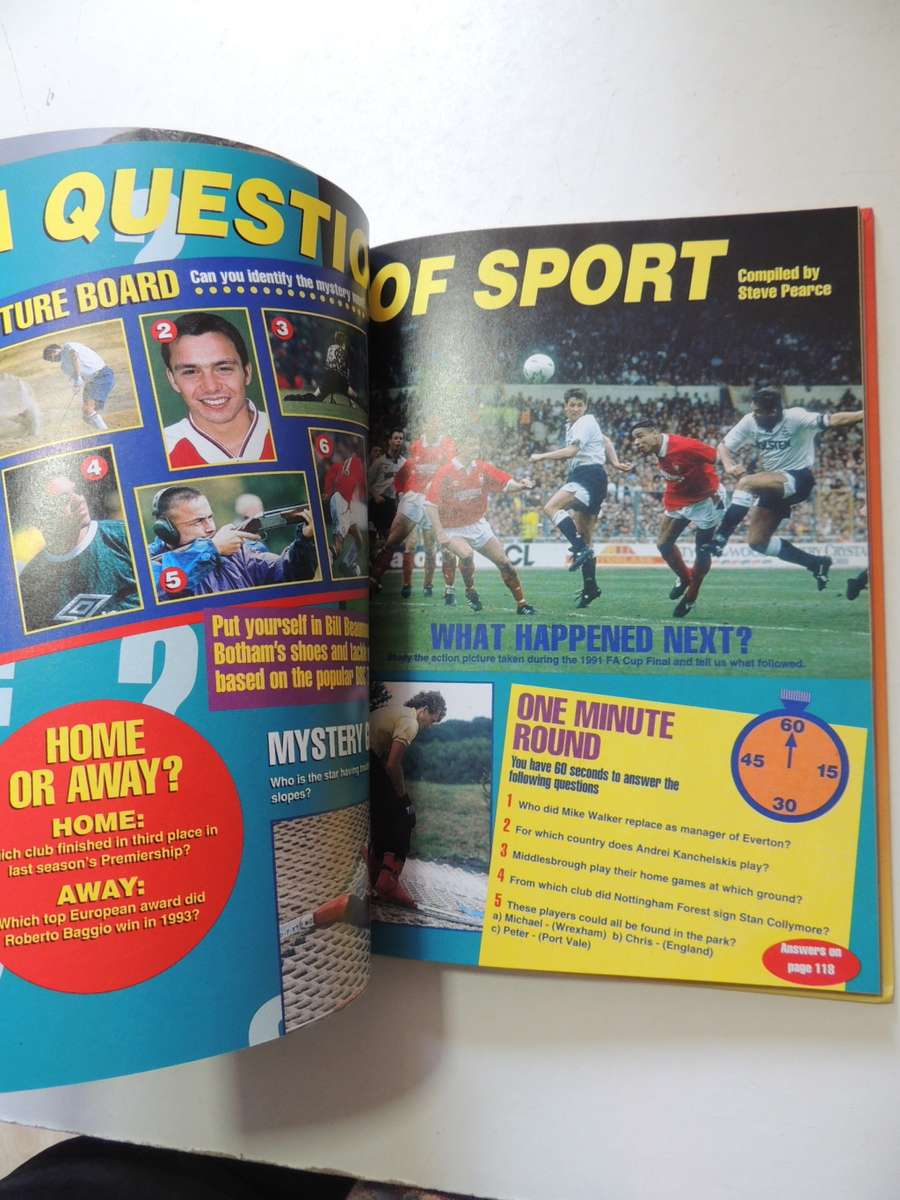 A QUESTIO
TURE BOARD
Can you identify the mystery
2
3
4
5
6
Put yourself in Bill Beaum
Botham's shoes and tackle
based on the popular BBC
HOME
OR AWAY?
HOME:
ich club finished in third place in
last season's Premiership?
AWAY:
Which top European award did
Roberto Baggio win in 1993?
MYSTERY
Who is the star having
slopes?
OF SPORT
Compiled by
Steve Pearce
HOLSTEN
WHAT HAPPENED NEXT?
Study the action picture taken during the 1991 FA Cup Final and tell us what followed.
ONE MINUTE
ROUND
You have 60 seconds to answer the
following questions
60
45
15
30
1 Who did Mike Walker replace as manager of Everton?
2 For which country does Andrei Kanchelskis play?
3 Middlesbrough play their home games at which ground?
4 From which club did Nottingham Forest sign Stan Collymore?
5 These players could all be found in the park?
a) Michael - (Wrexham) b) Chris - (England)
c) Peter - (Port Vale)
Answers on
page 118